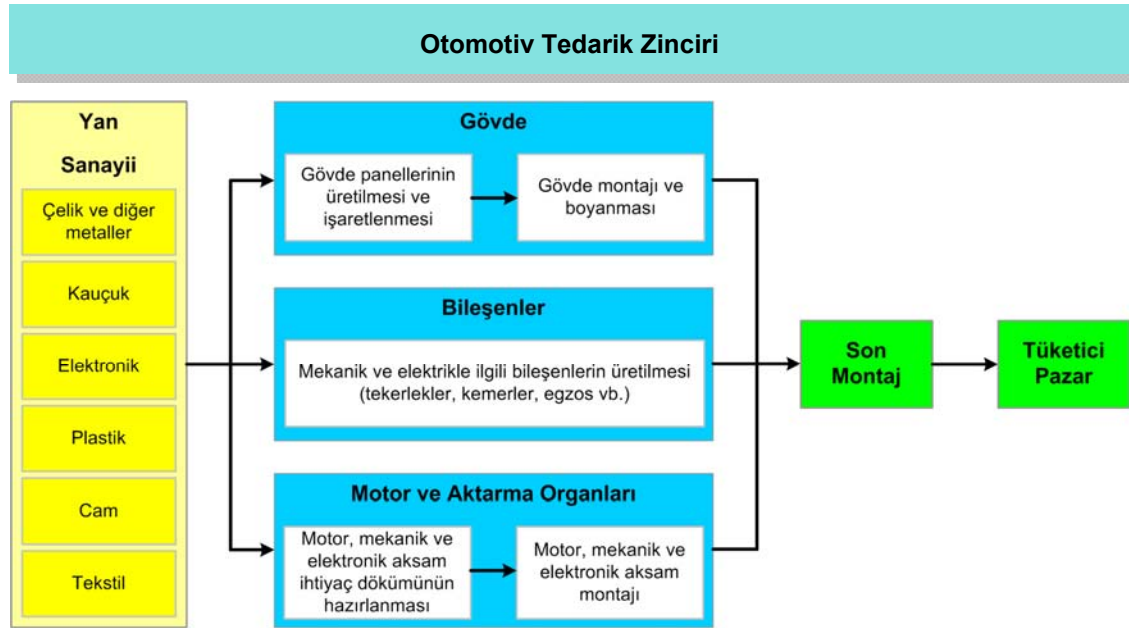 Otomotiv Tedarik Zinciri
Yan
Sanayii
Çelik ve diğer
metaller
Kauçuk
Elektronik
Plastik
Cam
Tekstil
Gövde
Gövde panellerinin
üretilmesi ve
işaretlenmesi
Gövde montajı ve
boyanması
Bileşenler
Mekanik ve elektrikle ilgili bileşenlerin üretilmesi
(tekerlekler, kemerler, egzos vb.)
Motor ve Aktarma Organları
Motor, mekanik ve
elektronik aksam
ihtiyaç dökümünün
hazırlanması
Motor, mekanik ve
elektronik aksam
montajı
Son
Montaj
Tüketici
Pazar